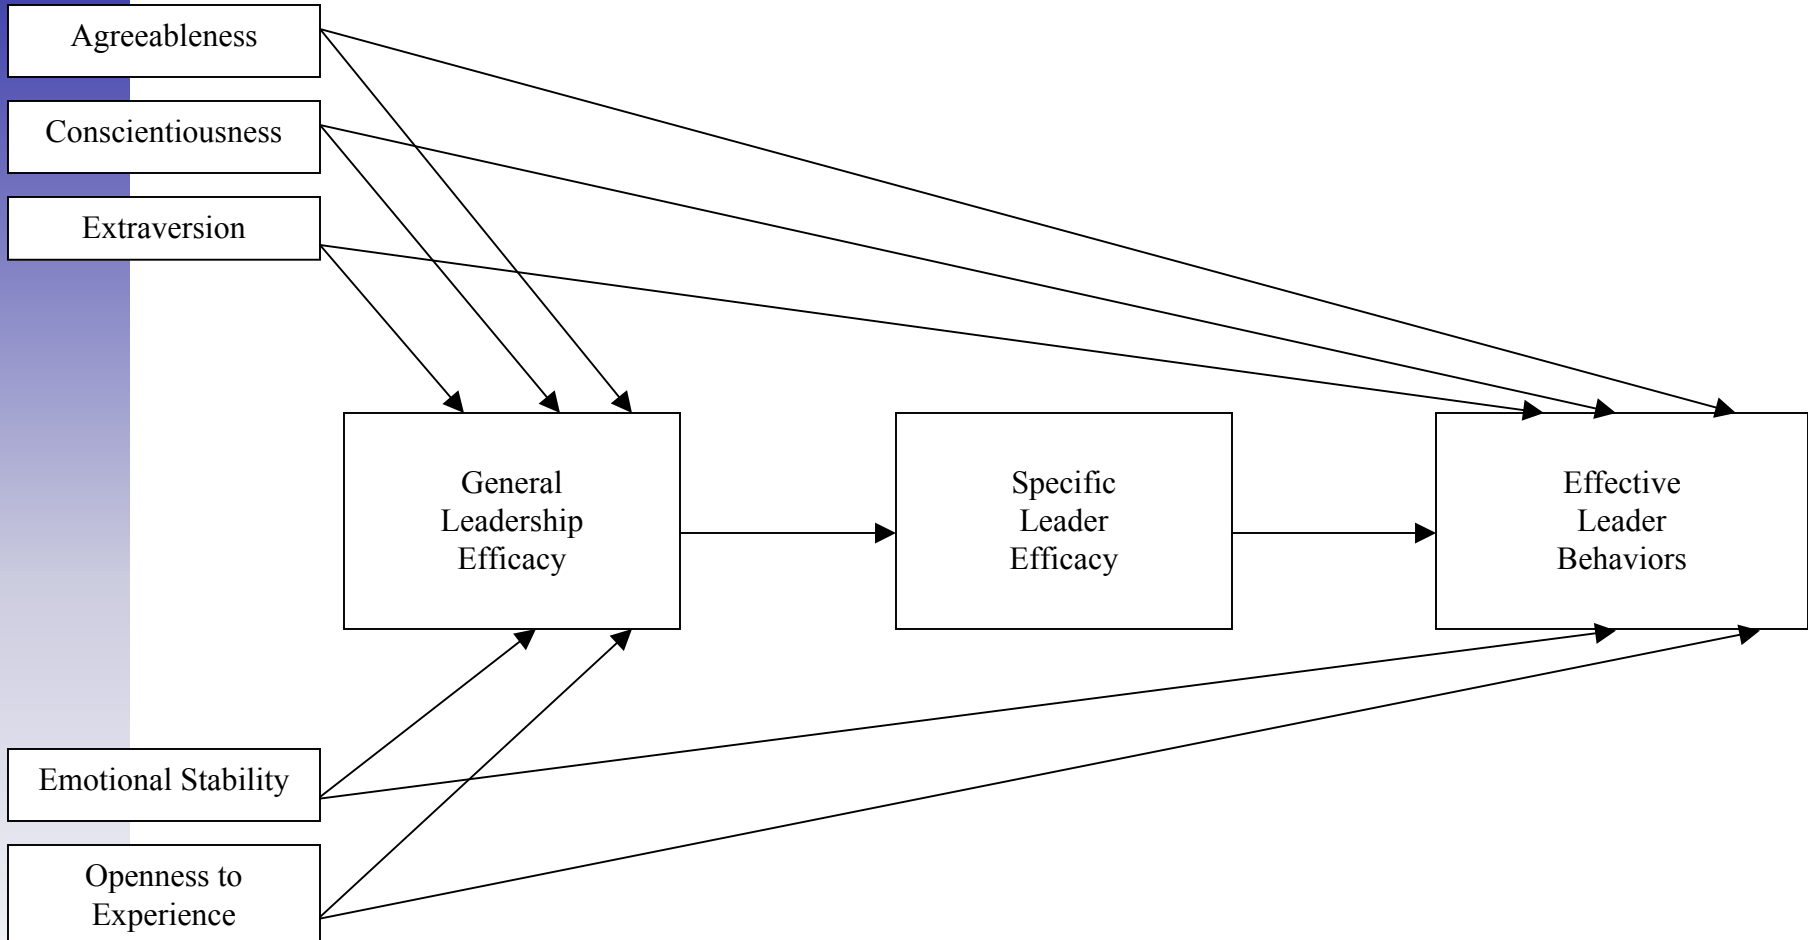 Agreeableness
Conscientiousness
Extraversion
General
Leadership
Efficacy
Specific
Leader
Efficacy
Effective
Leader
Behaviors
Emotional Stability
Openness to
Experience